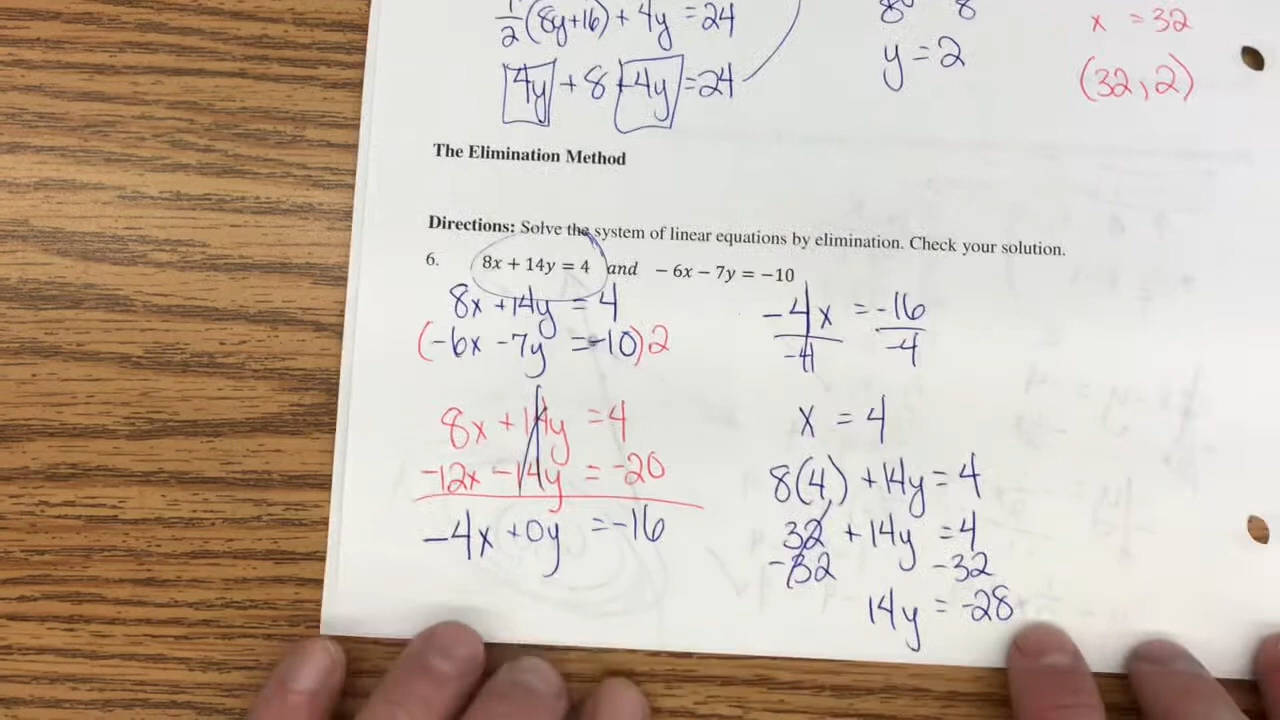 1/2(8y+16) + 4y = 24
8 8
x = 32
4y + 8 + 4y = 24
y = 2
(32, 2)
The Elimination Method
Directions: Solve the system of linear equations by elimination. Check your solution.
6. 8x + 14y = 4 and − 6x − 7y = −10
8x + 14y = 4
(-6x - 7y = -10)2
8x + 14y = 4
-12x - 14y = -20
-4x + 0y = -16
-4x = -16
-4 -4
x = 4
8(4) + 14y = 4
32 + 14y = 4
-32 -32
14y = -28